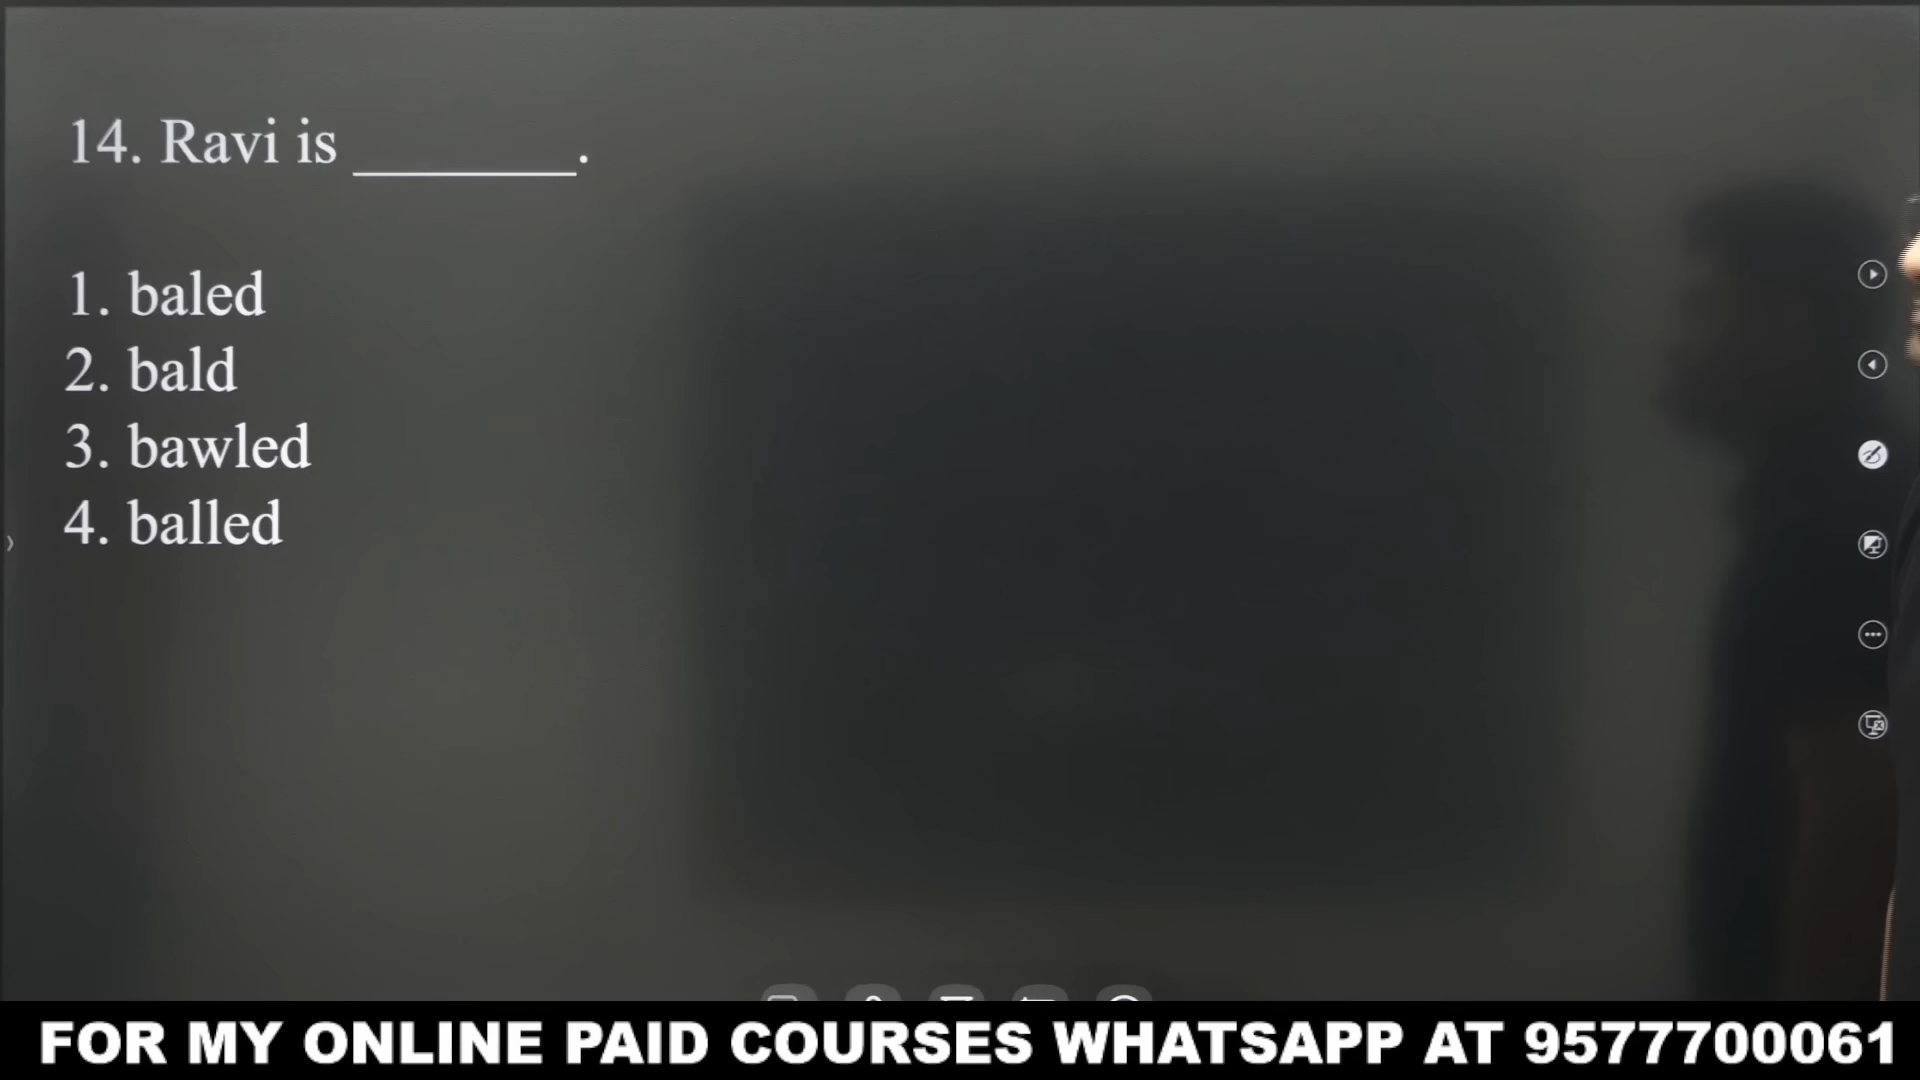 14. Ravi is ________.
1. baled
2. bald
3. bawled
4. balled
FOR MY ONLINE PAID COURSES WHATSAPP AT 9577700061